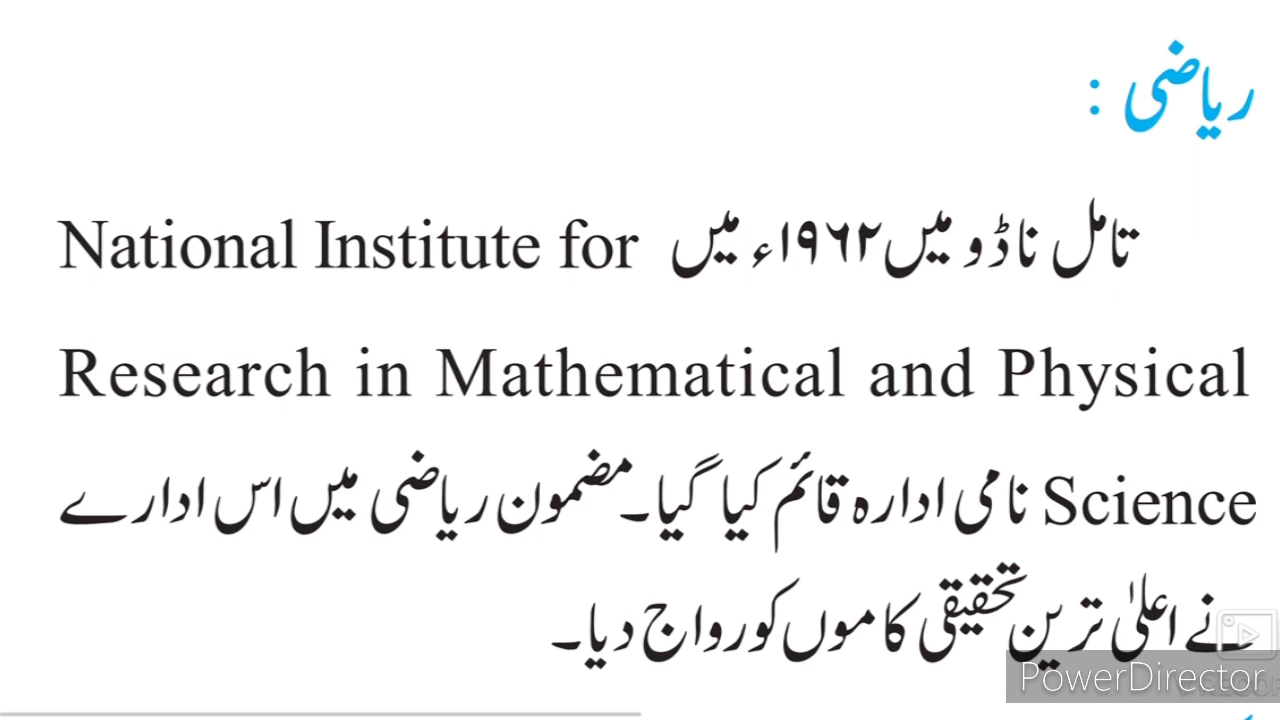 ریاضی :
تامل ناڈو میں ۱۹۶۲ء میں National Institute for
Research in Mathematical and Physical
Science نامی ادارہ قائم کیا گیا۔ مضمون ریاضی میں اس ادارے
نے اعلیٰ ترین تحقیقی کاموں کو رواج دیا۔
PowerDirector